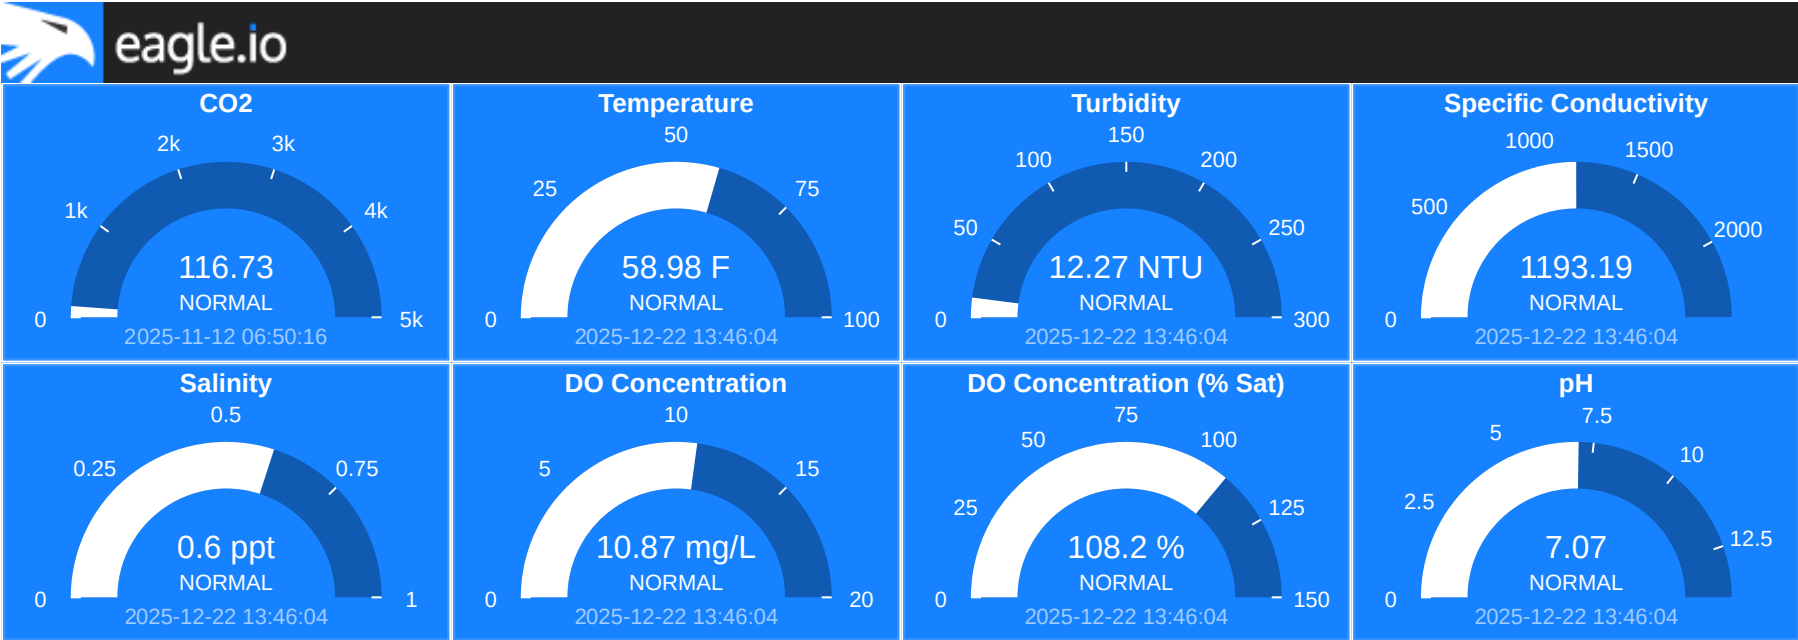 eagle.io
CO2
0
1k
2k
3k
4k
5k
116.73
NORMAL
2025-11-12 06:50:16
Temperature
0
25
50
75
100
58.98 F
NORMAL
2025-12-22 13:46:04
Turbidity
0
50
100
150
200
250
300
12.27 NTU
NORMAL
2025-12-22 13:46:04
Specific Conductivity
0
500
1000
1500
2000
1193.19
NORMAL
2025-12-22 13:46:04
Salinity
0
0.25
0.5
0.75
1
0.6 ppt
NORMAL
2025-12-22 13:46:04
DO Concentration
0
5
10
15
20
10.87 mg/L
NORMAL
2025-12-22 13:46:04
DO Concentration (% Sat)
0
25
50
75
100
125
150
108.2 %
NORMAL
2025-12-22 13:46:04
pH
0
2.5
5
7.5
10
12.5
7.07
NORMAL
2025-12-22 13:46:04